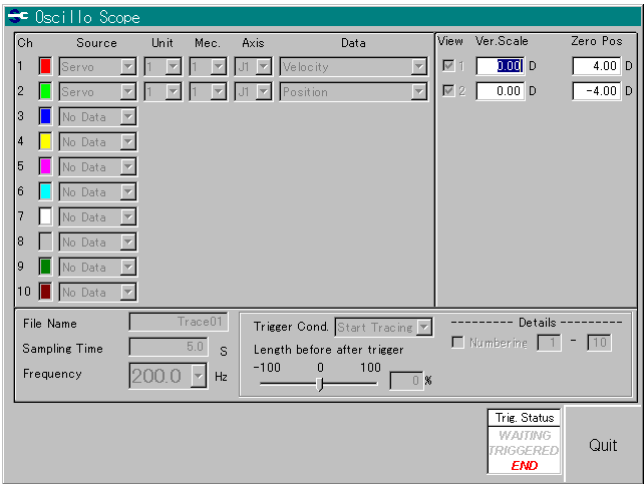 Oscillo Scope
Ch Source Unit Mec. Axis Data View Ver.Scale Zero Pos
1 Servo 1 1 J1 Velocity 1 0.00 D 4.00 D
2 Servo 1 1 J1 Position 2 0.00 D -4.00 D
3 No Data
4 No Data
5 No Data
6 No Data
7 No Data
8 No Data
9 No Data
10 No Data
File Name Trace01
Sampling Time 5.0 S
Frequency 200.0 Hz
Trigger Cond. Start Tracing
Length before after trigger
-100 0 100
0 %
--------- Details ---------
Numbering 1 - 10
Trig. Status
WAITING
TRIGGERED
END
Quit